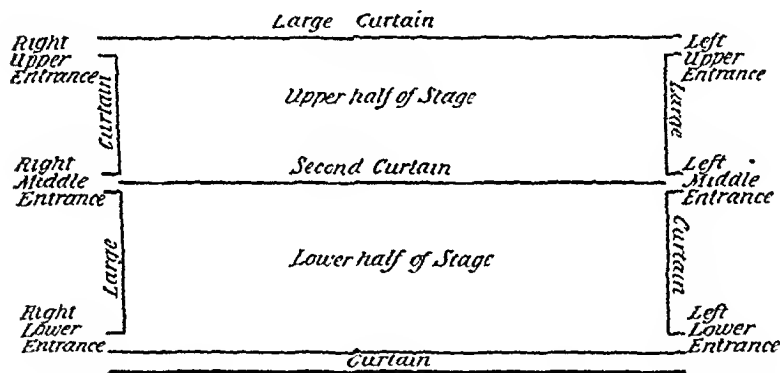 Large Curtain
Right
Upper
Entrance
Left
Upper
Entrance
Curtain
Upper half of Stage
Large
Right
Middle
Entrance
Second Curtain
Left
Middle
Entrance
Large
Lower half of Stage
Curtain
Right
Lower
Entrance
Left
Lower
Entrance
Curtain